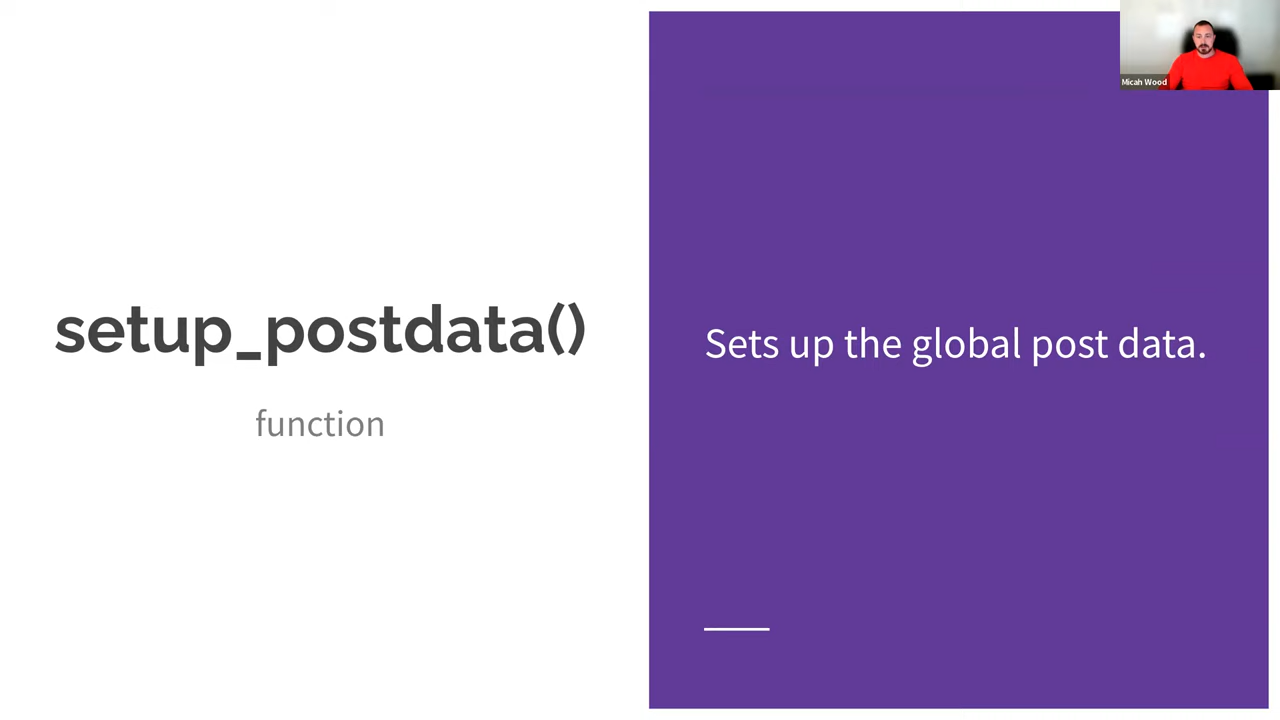 setup_postdata()
function
Sets up the global post data.
Micah Wood